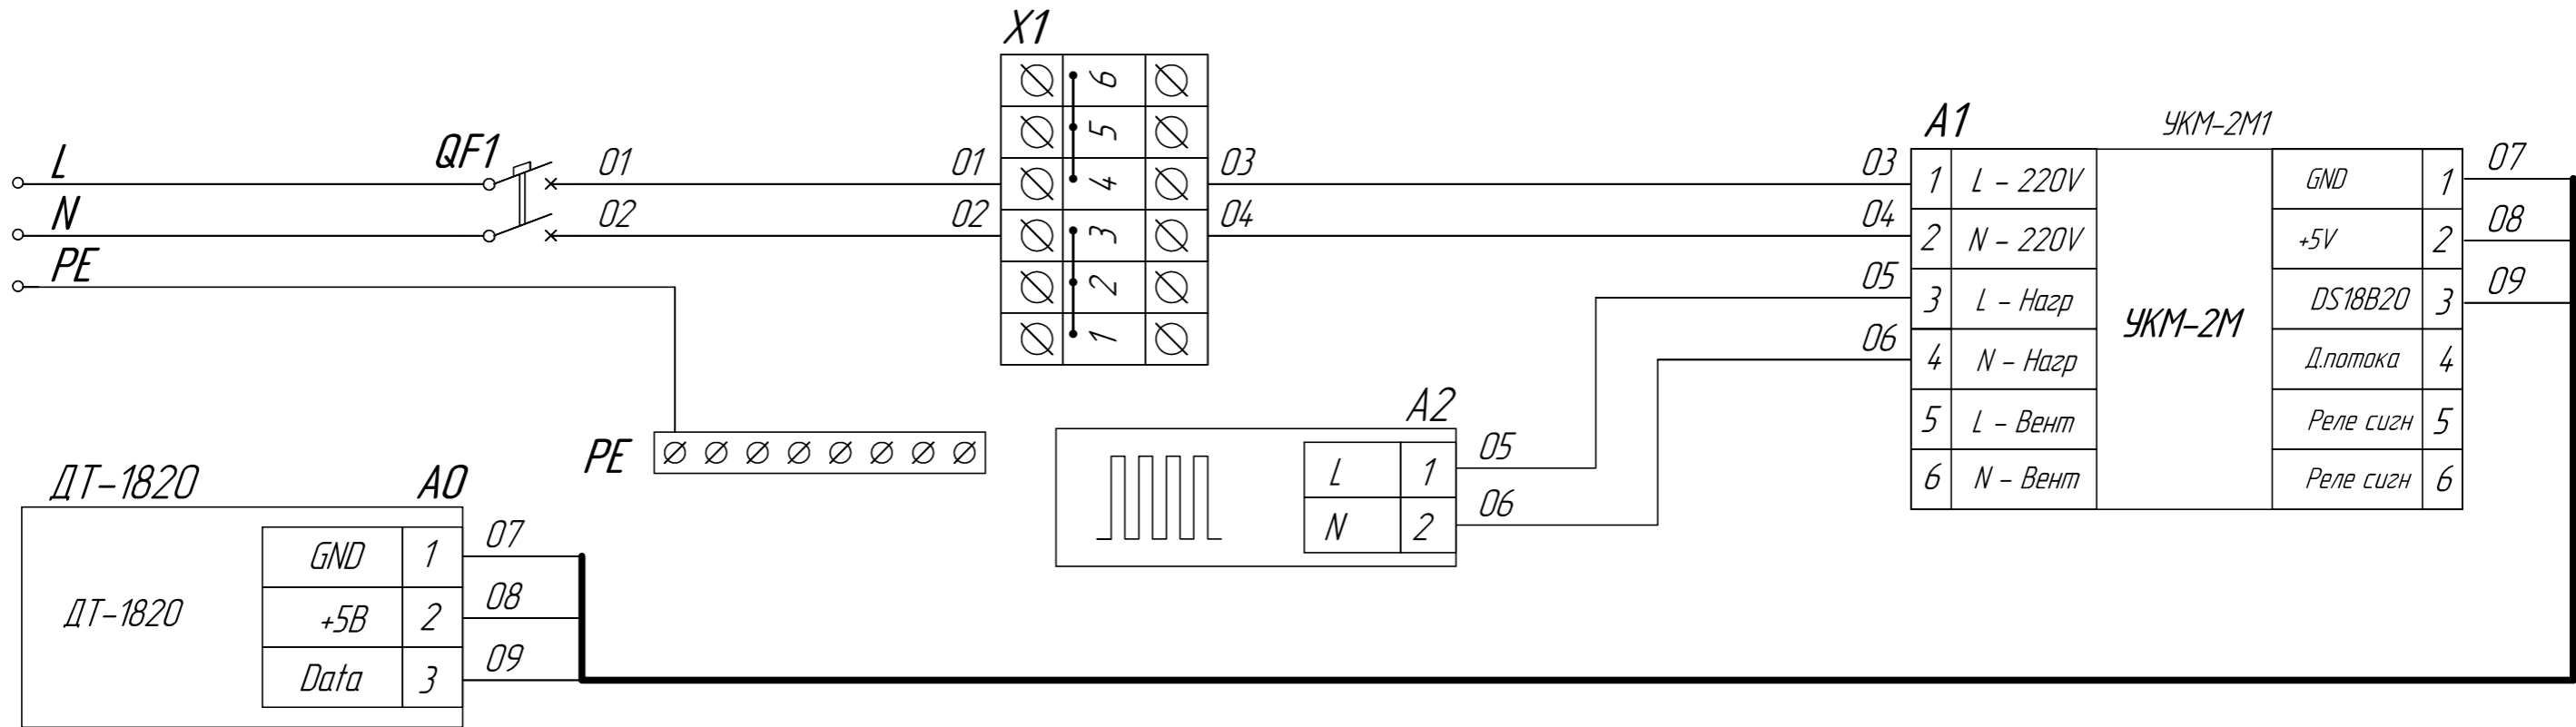 X1
6
5
4
3
2
1
L
N
PE
QF1
01
02
01
02
03
04
03
04
05
06
A1
УКМ-2М1
1 L - 220V
2 N - 220V
3 L - Нагр
4 N - Нагр
5 L - Вент
6 N - Вент
УКМ-2М
GND 1
+5V 2
DS18B20 3
Д.потока 4
Реле сигн 5
Реле сигн 6
07
08
09
PE
A2
L 1
N 2
05
06
ДТ-1820
A0
ДТ-1820
GND 1
+5В 2
Data 3
07
08
09